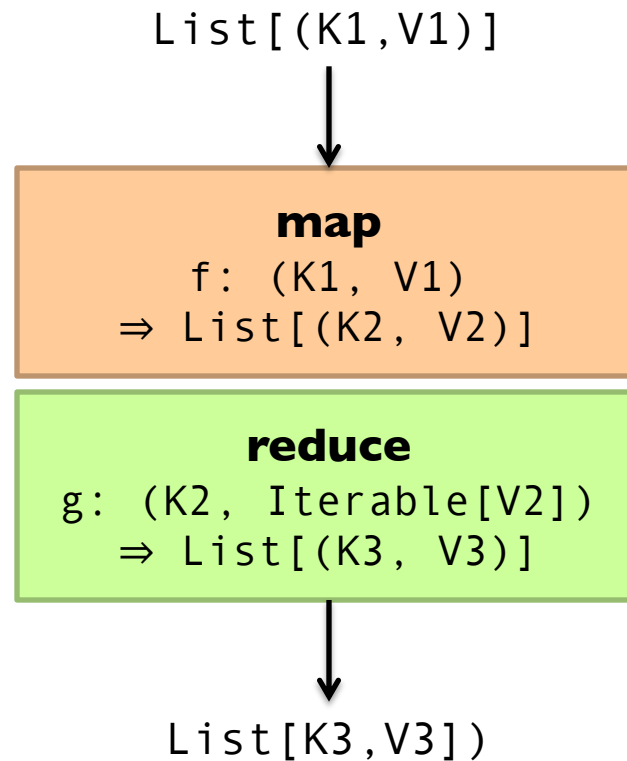 List[(K1,V1)]
map
f: (K1, V1)
⇒ List[(K2, V2)]
reduce
g: (K2, Iterable[V2])
⇒ List[(K3, V3)]
List[K3,V3])